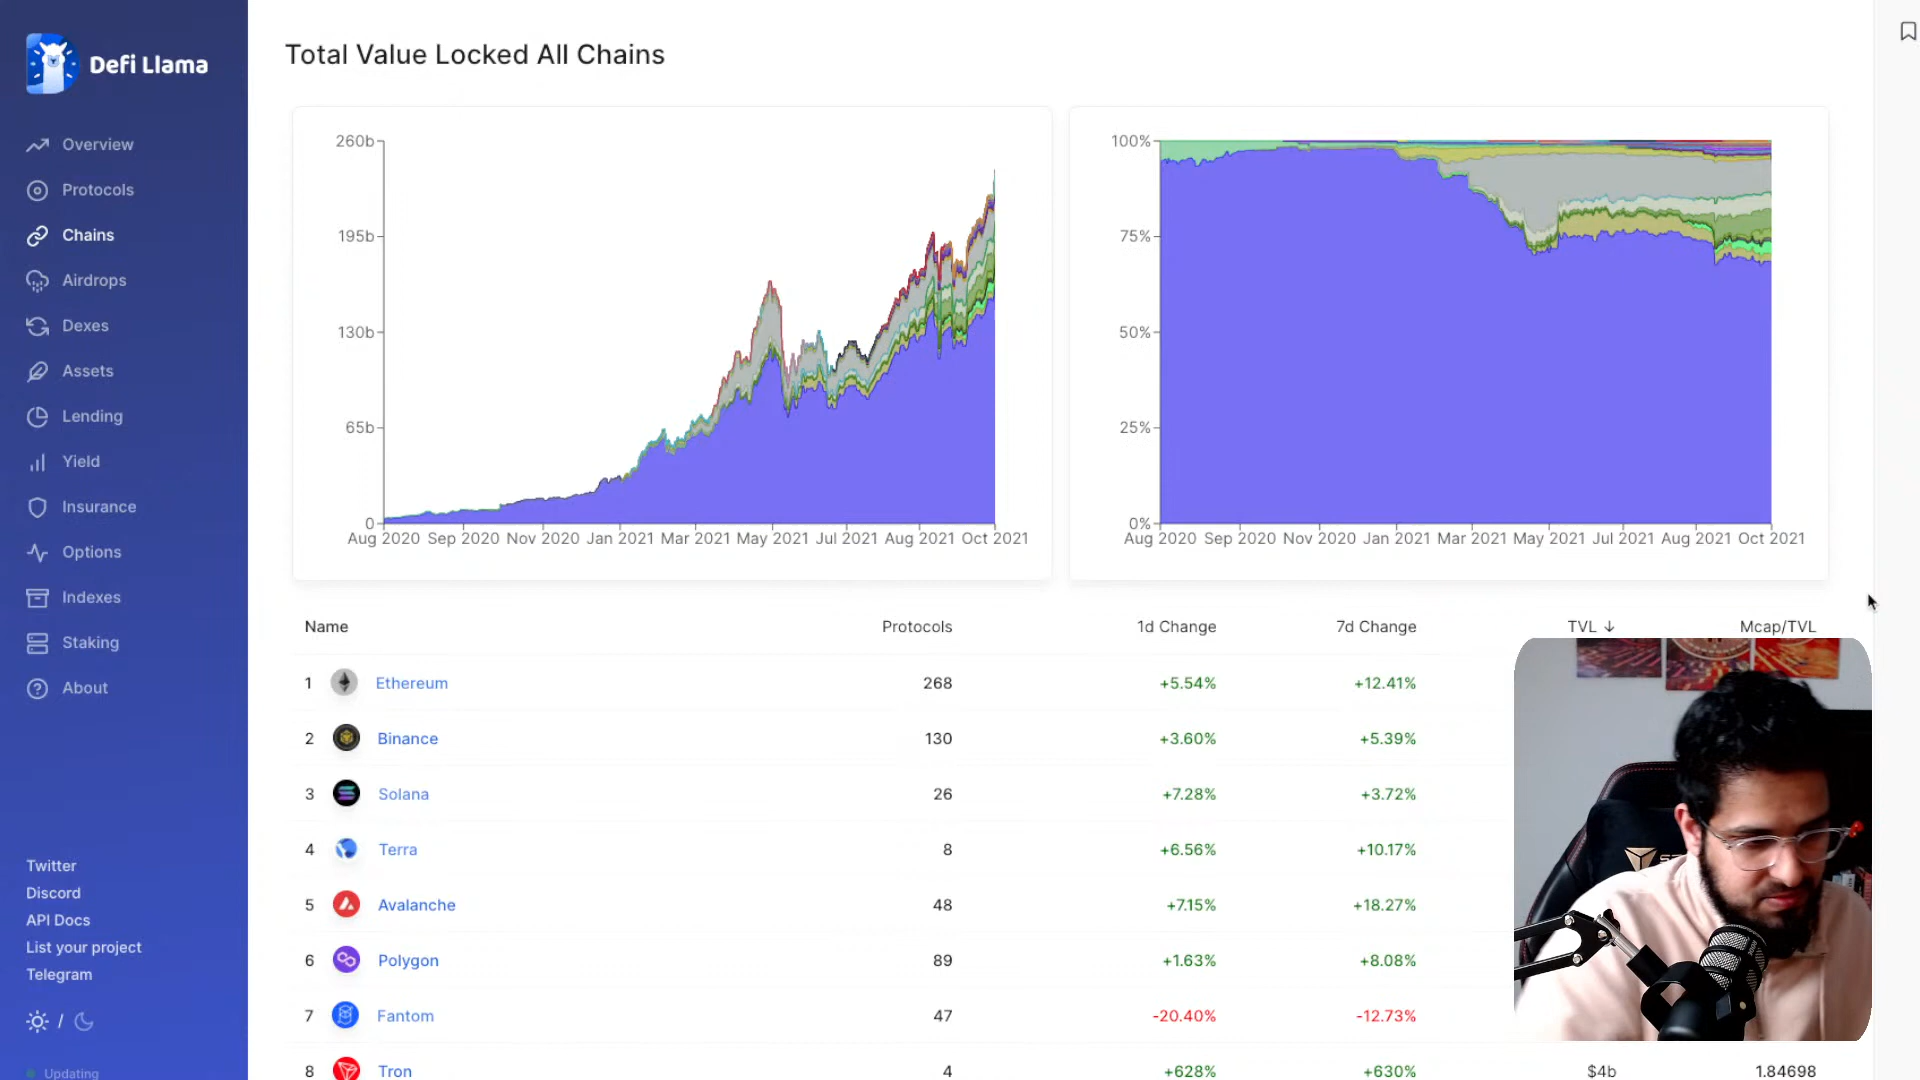 Defi Llama
Overview
Protocols
Chains
Airdrops
Dexes
Assets
Lending
Yield
Insurance
Options
Indexes
Staking
About
Twitter
Discord
API Docs
List your project
Telegram
/
Updating
Total Value Locked All Chains
260b
195b
130b
65b
0
Aug 2020 Sep 2020 Nov 2020 Jan 2021 Mar 2021 May 2021 Jul 2021 Aug 2021 Oct 2021
100%
75%
50%
25%
0%
Aug 2020 Sep 2020 Nov 2020 Jan 2021 Mar 2021 May 2021 Jul 2021 Aug 2021 Oct 2021
Name Protocols 1d Change 7d Change TVL ↓ Mcap/TVL
1 Ethereum 268 +5.54% +12.41%
2 Binance 130 +3.60% +5.39%
3 Solana 26 +7.28% +3.72%
4 Terra 8 +6.56% +10.17%
5 Avalanche 48 +7.15% +18.27%
6 Polygon 89 +1.63% +8.08%
7 Fantom 47 -20.40% -12.73%
8 Tron 4 +628% +630% $4b 1.84698